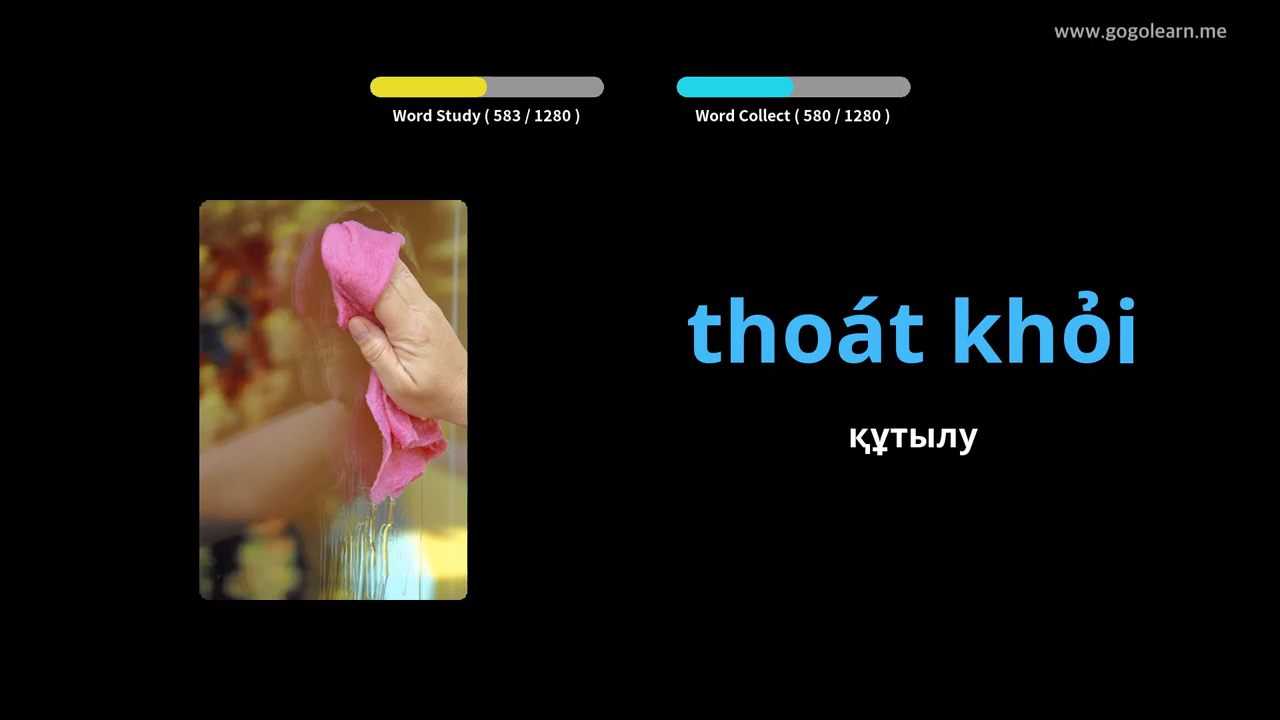 www.gogolearn.me
Word Study ( 583 / 1280 )
Word Collect ( 580 / 1280 )
thoát khỏi
құтылу